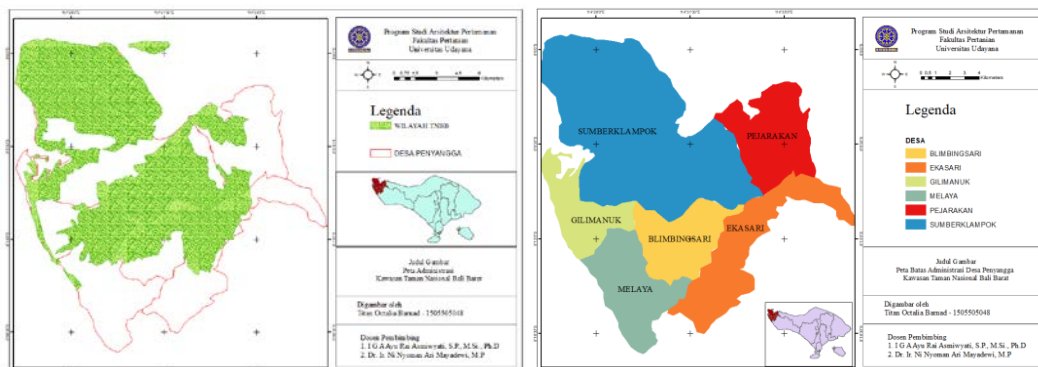 Program Studi Arsitektur Pertamanan
Fakultas Pertanian
Universitas Udayana
Kilometers
Legenda
WILAYAH TNBB
DESA PENYANGGA
Judul Gambar
Peta Administrasi
Kawasan Taman Nasional Bali Barat
Digambar oleh
Titan Octalia Barnad - 1505505048
Dosen Pembimbing
1. I G A Ayu Rai Asmiwyati, S.P., M.Si., Ph.D
2. Dr. Ir. Ni Nyoman Ari Mayadewi, M.P
SUMBERKLAMPOK
PEJARAKAN
GILIMANUK
BLIMBINGSARI
EKASARI
MELAYA
Program Studi Arsitektur Pertamanan
Fakultas Pertanian
Universitas Udayana
Kilometers
Legenda
DESA
BLIMBINGSARI
EKASARI
GILIMANUK
MELAYA
PEJARAKAN
SUMBERKLAMPOK
Judul Gambar
Peta Batas Administrasi Desa Penyangga
Kawasan Taman Nasional Bali Barat
Digambar oleh
Titan Octalia Barnad - 1505505048
Dosen Pembimbing
1. I G A Ayu Rai Asmiwyati, S.P., M.Si., Ph.D
2. Dr. Ir. Ni Nyoman Ari Mayadewi, M.P